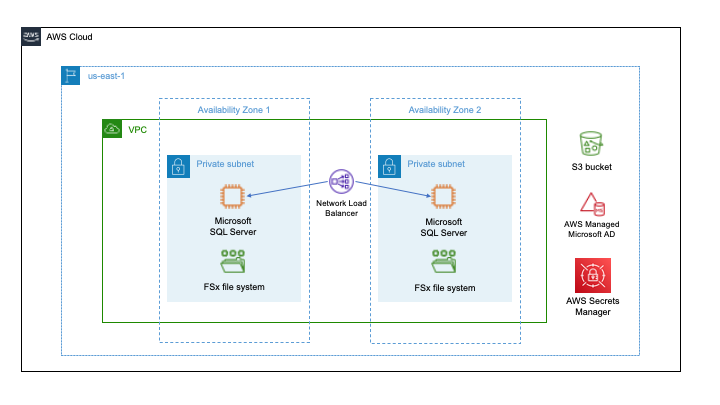 aws
AWS Cloud
us-east-1
Availability Zone 1
Availability Zone 2
VPC
Private subnet
Private subnet
S3 bucket
Network Load
Balancer
Microsoft
SQL Server
Microsoft
SQL Server
AWS Managed
Microsoft AD
FSx file system
FSx file system
AWS Secrets
Manager